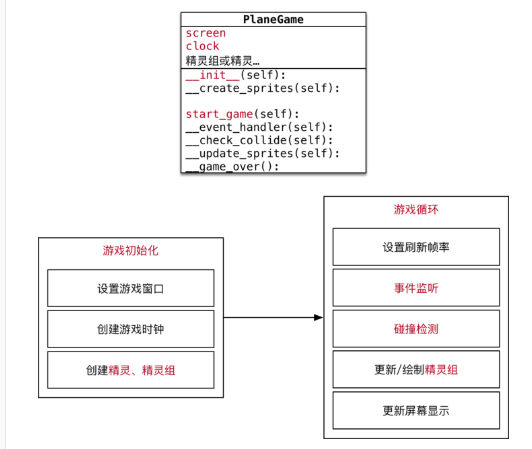 PlaneGame
screen
clock
精灵组或精灵…
__init__(self):
__create_sprites(self):
start_game(self):
__event_handler(self):
__check_collide(self):
__update_sprites(self):
__game_over():
游戏初始化
设置游戏窗口
创建游戏时钟
创建精灵、精灵组
游戏循环
设置刷新帧率
事件监听
碰撞检测
更新/绘制精灵组
更新屏幕显示